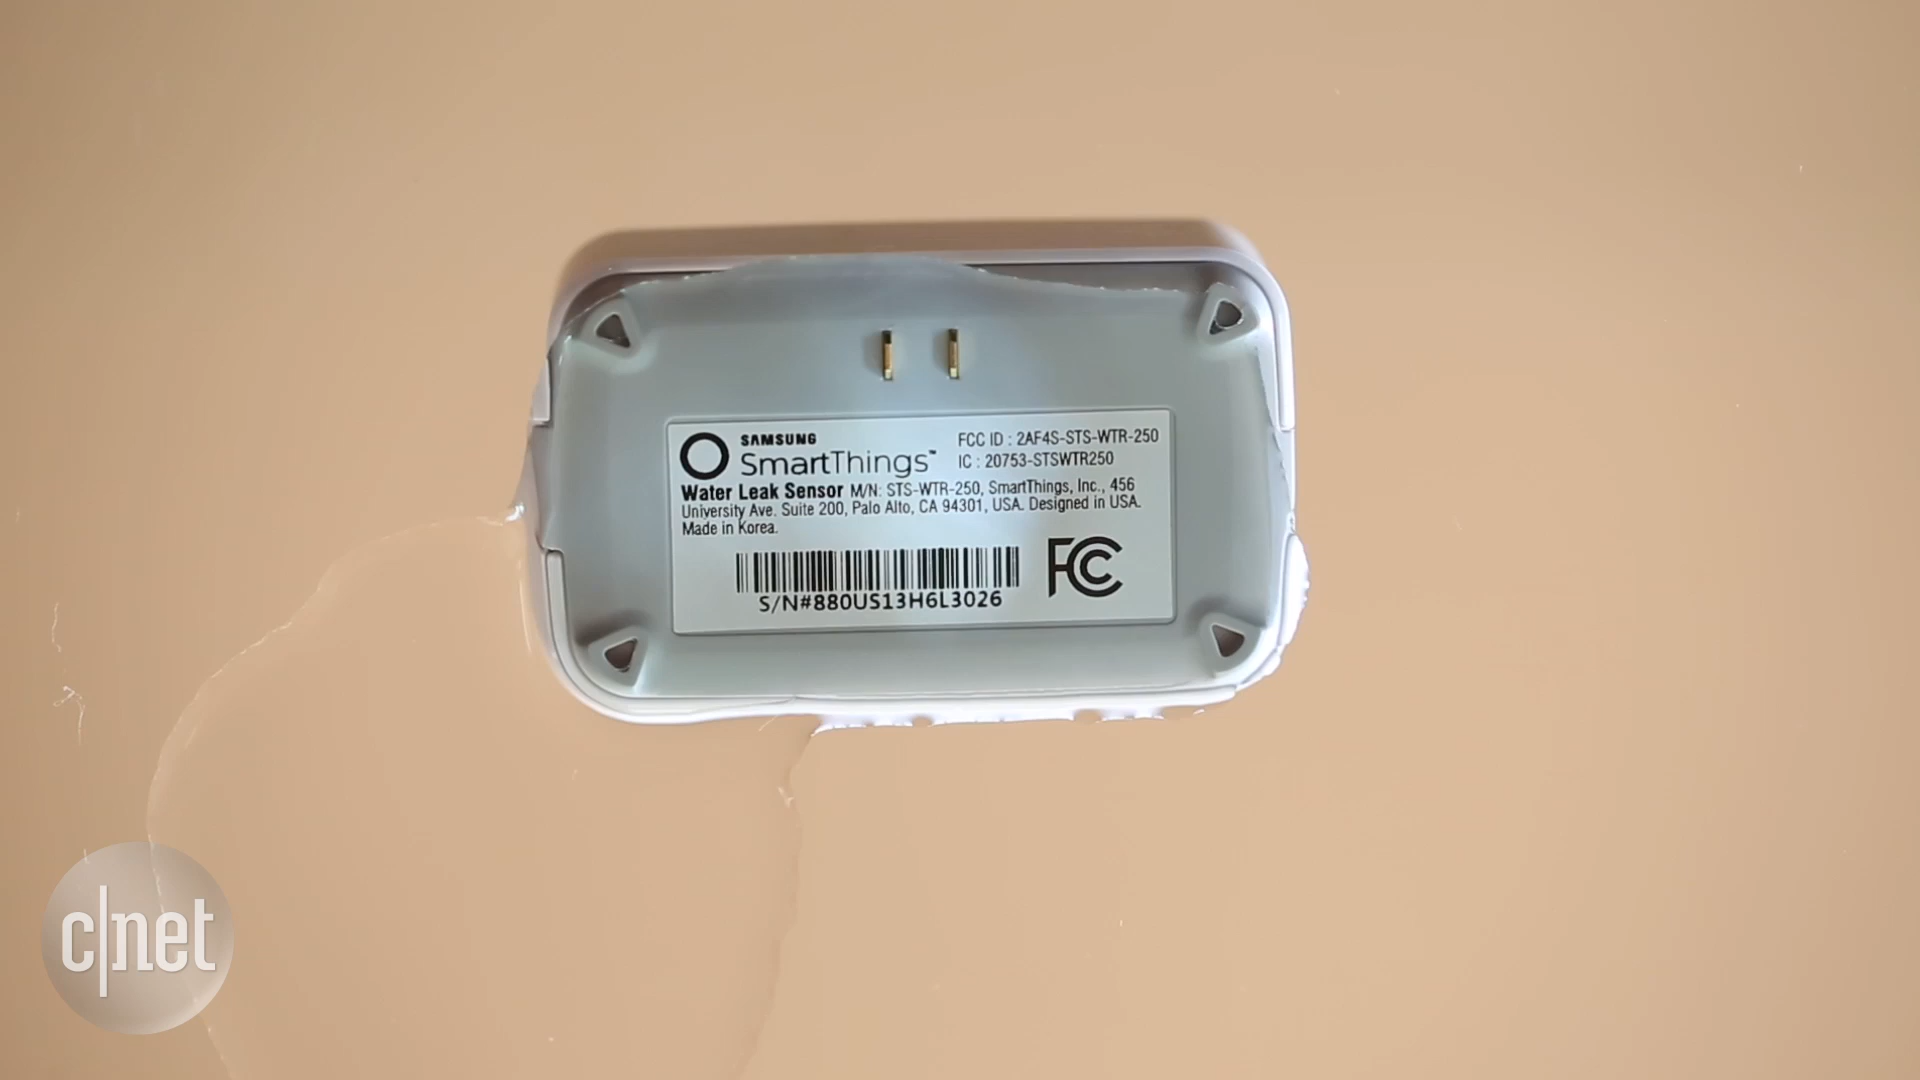 SAMSUNG
SmartThings™
FCC ID : 2AF4S-STS-WTR-250
IC : 20753-STSWTR250
Water Leak Sensor M/N: STS-WTR-250, SmartThings, Inc., 456
University Ave. Suite 200, Palo Alto, CA 94301, USA. Designed in USA.
Made in Korea.
S/N#880US13H6L3026
FC
c|net